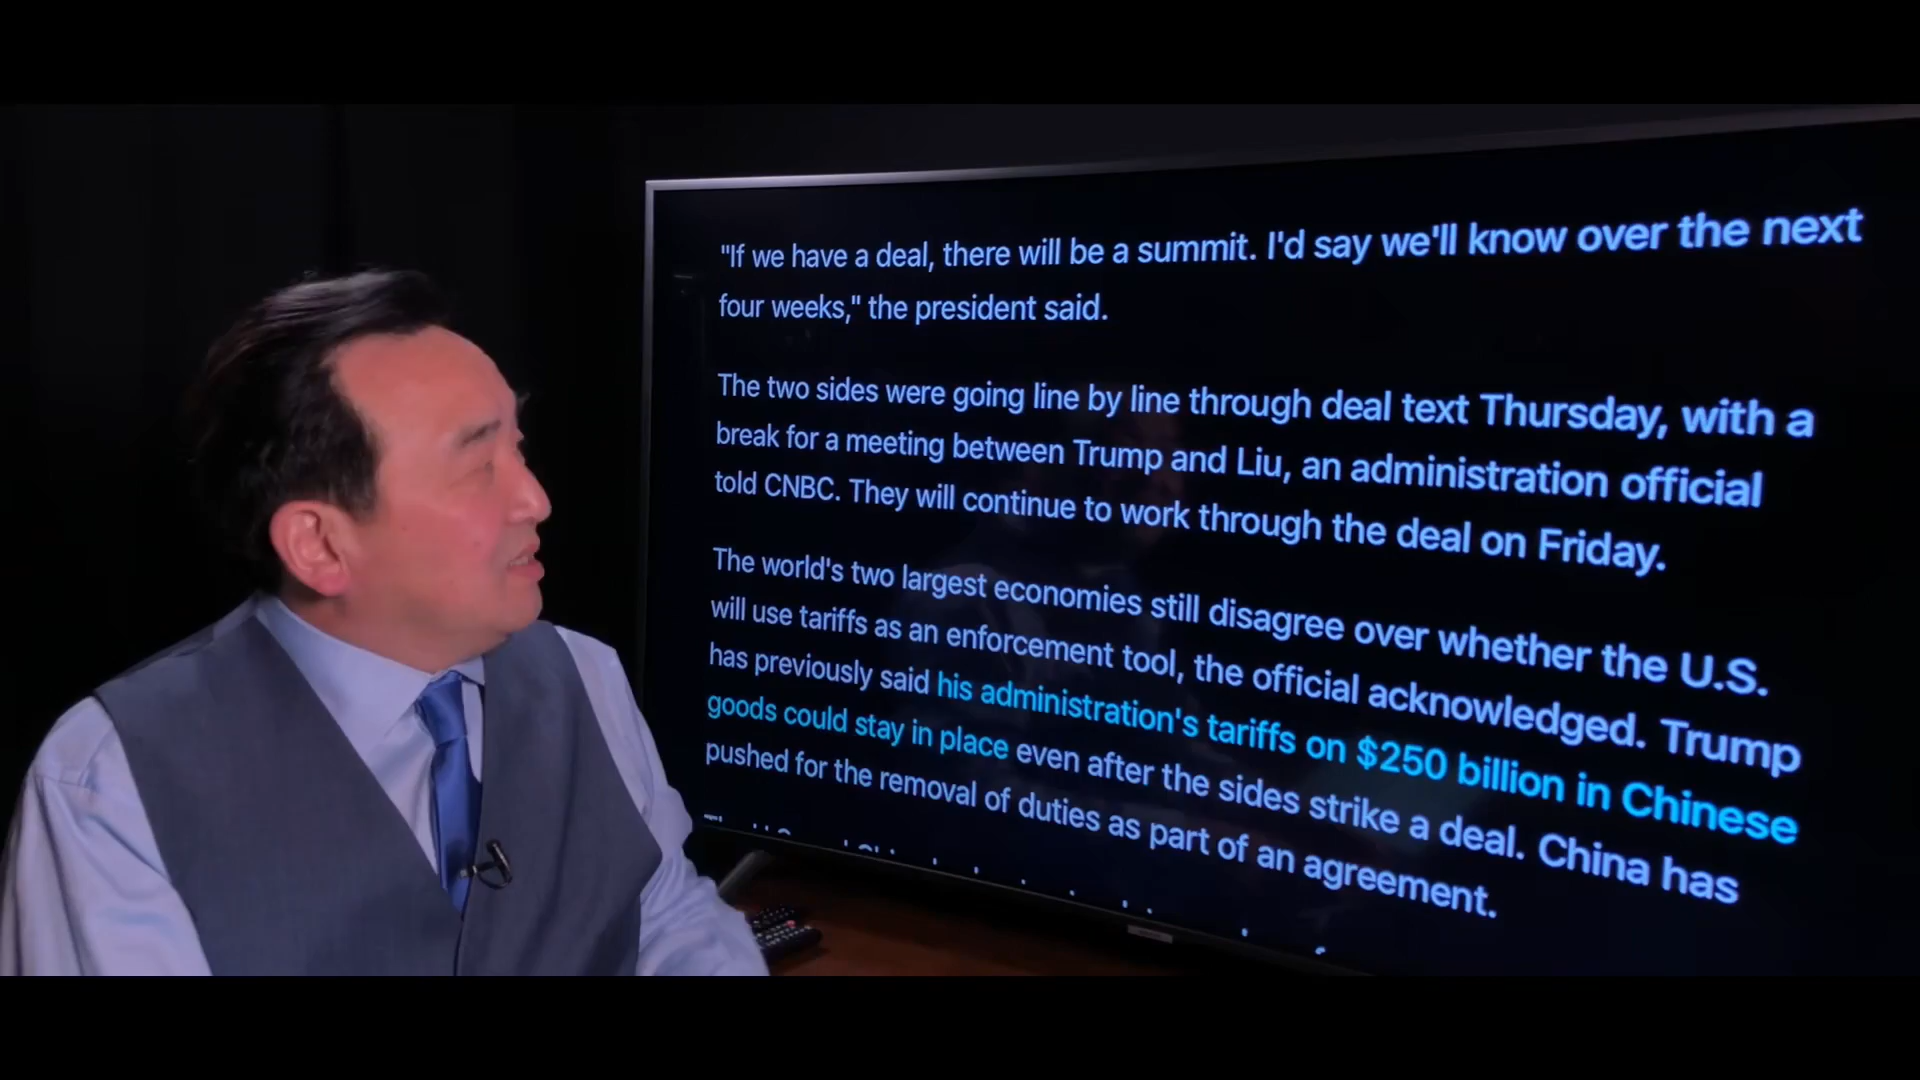 "If we have a deal, there will be a summit. I'd say we'll know over the next
four weeks," the president said.
The two sides were going line by line through deal text Thursday, with a
break for a meeting between Trump and Liu, an administration official
told CNBC. They will continue to work through the deal on Friday.
The world's two largest economies still disagree over whether the U.S.
will use tariffs as an enforcement tool, the official acknowledged. Trump
has previously said his administration's tariffs on $250 billion in Chinese
goods could stay in place even after the sides strike a deal. China has
pushed for the removal of duties as part of an agreement.